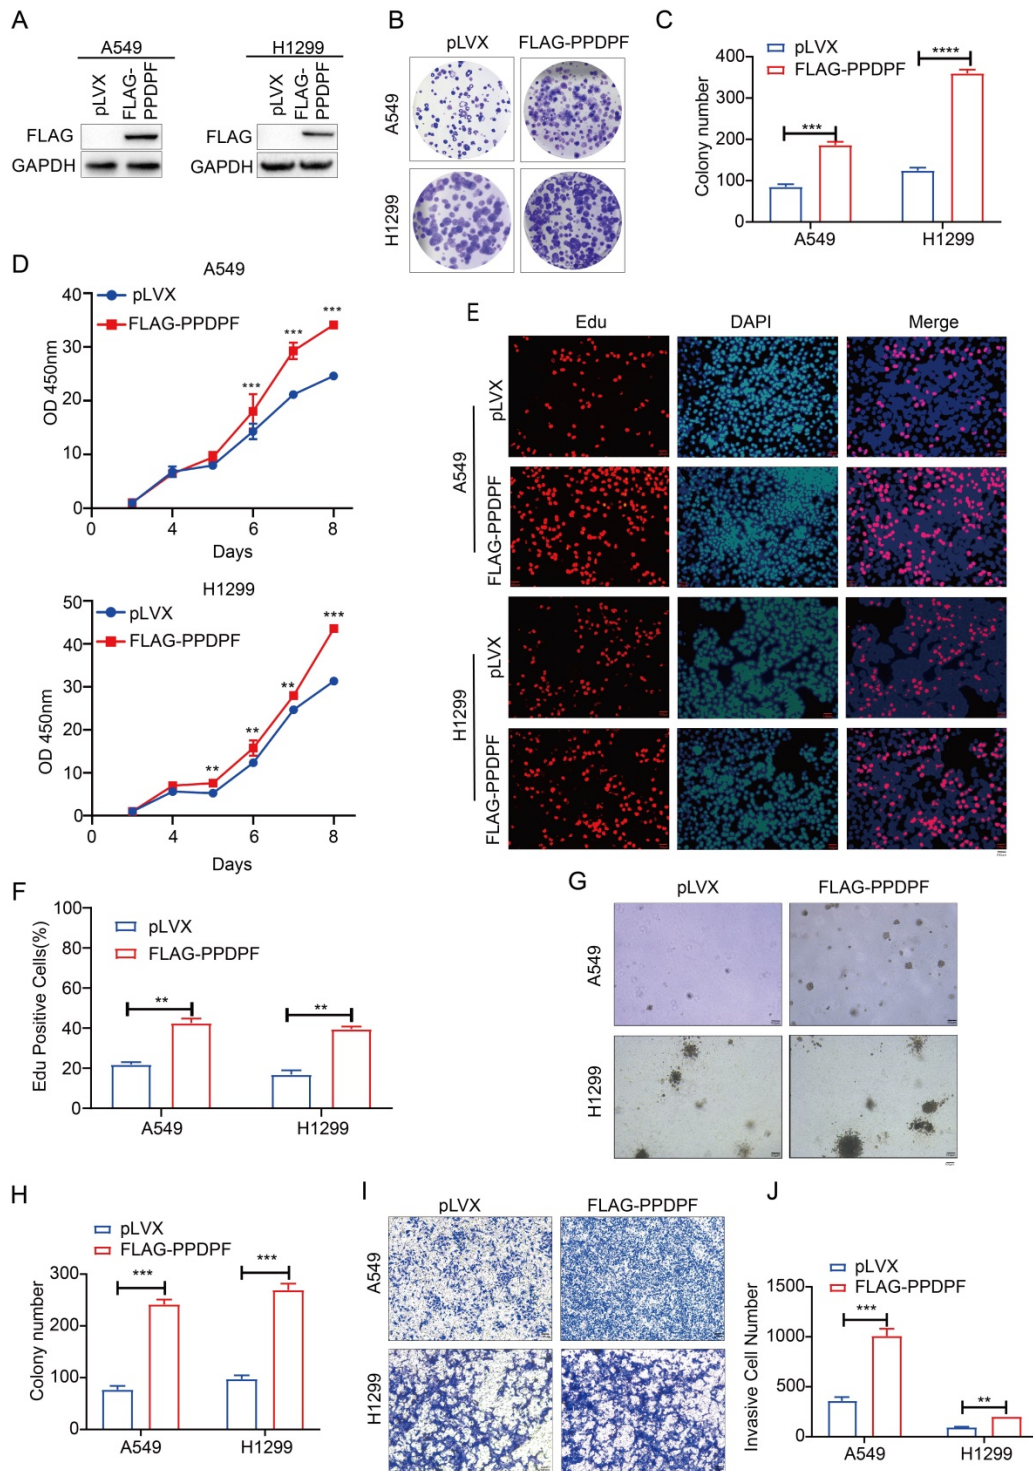 A
A549
H1299
pLVX
FLAG-
PPDPF
pLVX
FLAG-
PPDPF
FLAG
GAPDH
FLAG
GAPDH
B
pLVX
FLAG-PPDPF
A549
H1299
C
pLVX
FLAG-PPDPF
Colony number
400
300
200
100
0
***
****
A549
H1299
D
A549
pLVX
FLAG-PPDPF
OD 450nm
40
30
20
10
0
***
***
***
0
4
6
8
Days
H1299
pLVX
FLAG-PPDPF
OD 450nm
50
40
30
20
10
0
**
**
**
***
0
4
6
8
Days
E
Edu
DAPI
Merge
A549
pLVX
FLAG-PPDPF
H1299
pLVX
FLAG-PPDPF
F
pLVX
FLAG-PPDPF
Edu Positive Cells(%)
100
80
60
40
20
0
**
**
A549
H1299
G
pLVX
FLAG-PPDPF
A549
H1299
H
pLVX
FLAG-PPDPF
Colony number
300
200
100
0
***
***
A549
H1299
I
pLVX
FLAG-PPDPF
A549
H1299
J
pLVX
FLAG-PPDPF
Invasive Cell Number
1500
1000
500
0
***
**
A549
H1299